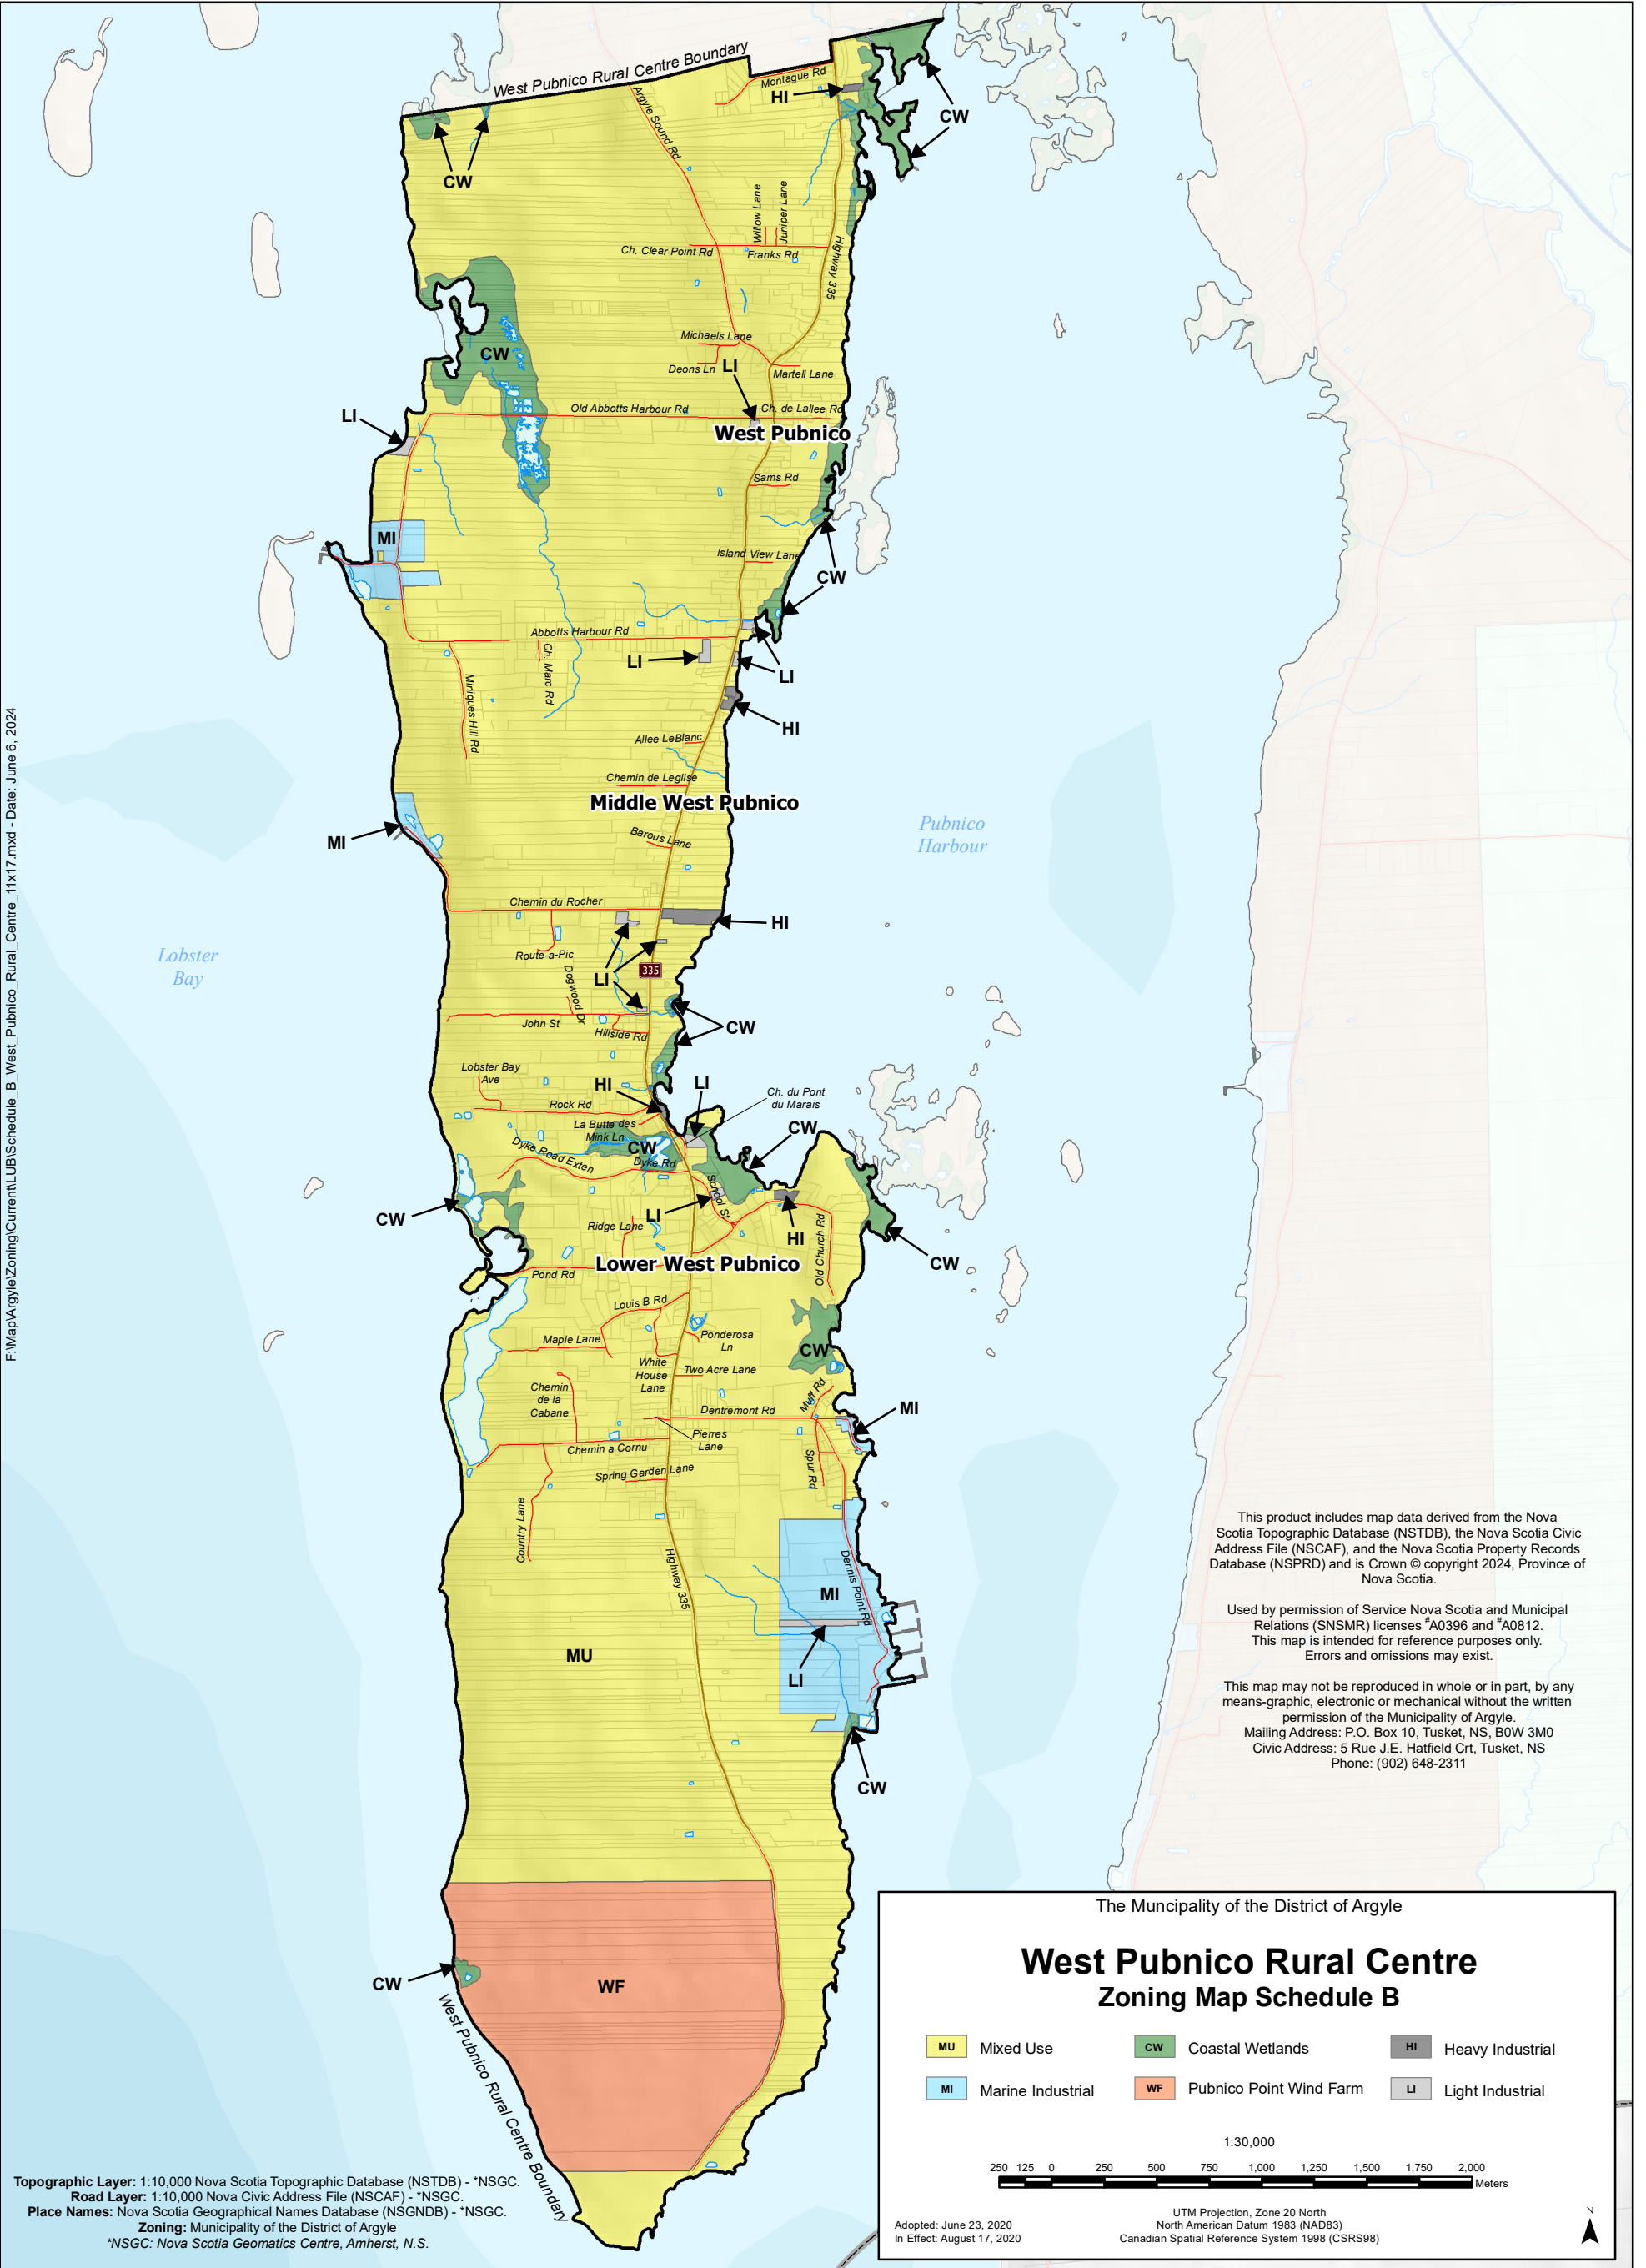 West Pubnico Rural Centre Boundary
Montague Rd
HI
CW
Argyle Sound Rd
CW
Willow Lane
Juniper Lane
Ch. Clear Point Rd
Franks Rd
Highway 335
Michaels Lane
CW
Deons Ln
LI
Martell Lane
LI
Old Abbotts Harbour Rd
Ch. de Lallee Rd
West Pubnico
Sams Rd
MI
Island View Lane
CW
Abbotts Harbour Rd
LI
Ch. Marc Rd
LI
Miniques Hill Rd
HI
Allee LeBlanc
Chemin de Leglise
Middle West Pubnico
MI
Barous Lane
Pubnico
Harbour
Chemin du Rocher
HI
Route-a-Pic
Lobster
Bay
LI
335
Dogwood Dr
John St
Hillside Rd
CW
Lobster Bay
Ave
HI
LI
Ch. du Pont
du Marais
Rock Rd
La Butte des
Mink Ln
CW
CW
Dyke Road Exten
Dyke Rd
School St
CW
LI
Ridge Lane
HI
Old Church Rd
CW
Lower West Pubnico
Pond Rd
Louis B Rd
Maple Lane
Ponderosa
Ln
CW
White
House
Lane
Two Acre Lane
Chemin
de la
Cabane
Muff Rd
Dentremont Rd
MI
Pierres
Lane
Chemin a Cornu
Spur Rd
Spring Garden Lane
Country Lane
Highway 335
Dennis Point Rd
MI
MU
LI
CW
CW
WF
West Pubnico Rural Centre Boundary
F:\Map\Argyle\Zoning\Current\LUB\Schedule_B_West_Pubnico_Rural_Centre_11x17.mxd - Date: June 6, 2024
This product includes map data derived from the Nova
Scotia Topographic Database (NSTDB), the Nova Scotia Civic
Address File (NSCAF), and the Nova Scotia Property Records
Database (NSPRD) and is Crown © copyright 2024, Province of
Nova Scotia.
Used by permission of Service Nova Scotia and Municipal
Relations (SNSMR) licenses #A0396 and #A0812.
This map is intended for reference purposes only.
Errors and omissions may exist.
This map may not be reproduced in whole or in part, by any
means-graphic, electronic or mechanical without the written
permission of the Municipality of Argyle.
Mailing Address: P.O. Box 10, Tusket, NS, B0W 3M0
Civic Address: 5 Rue J.E. Hatfield Crt, Tusket, NS
Phone: (902) 648-2311
The Muncipality of the District of Argyle
West Pubnico Rural Centre
Zoning Map Schedule B
MU Mixed Use
CW Coastal Wetlands
HI Heavy Industrial
MI Marine Industrial
WF Pubnico Point Wind Farm
LI Light Industrial
1:30,000
250 125 0 250 500 750 1,000 1,250 1,500 1,750 2,000
Meters
UTM Projection, Zone 20 North
North American Datum 1983 (NAD83)
Canadian Spatial Reference System 1998 (CSRS98)
Adopted: June 23, 2020
In Effect: August 17, 2020
N
Topographic Layer: 1:10,000 Nova Scotia Topographic Database (NSTDB) - *NSGC.
Road Layer: 1:10,000 Nova Civic Address File (NSCAF) - *NSGC.
Place Names: Nova Scotia Geographical Names Database (NSGNDB) - *NSGC.
Zoning: Municipality of the District of Argyle
*NSGC: Nova Scotia Geomatics Centre, Amherst, N.S.